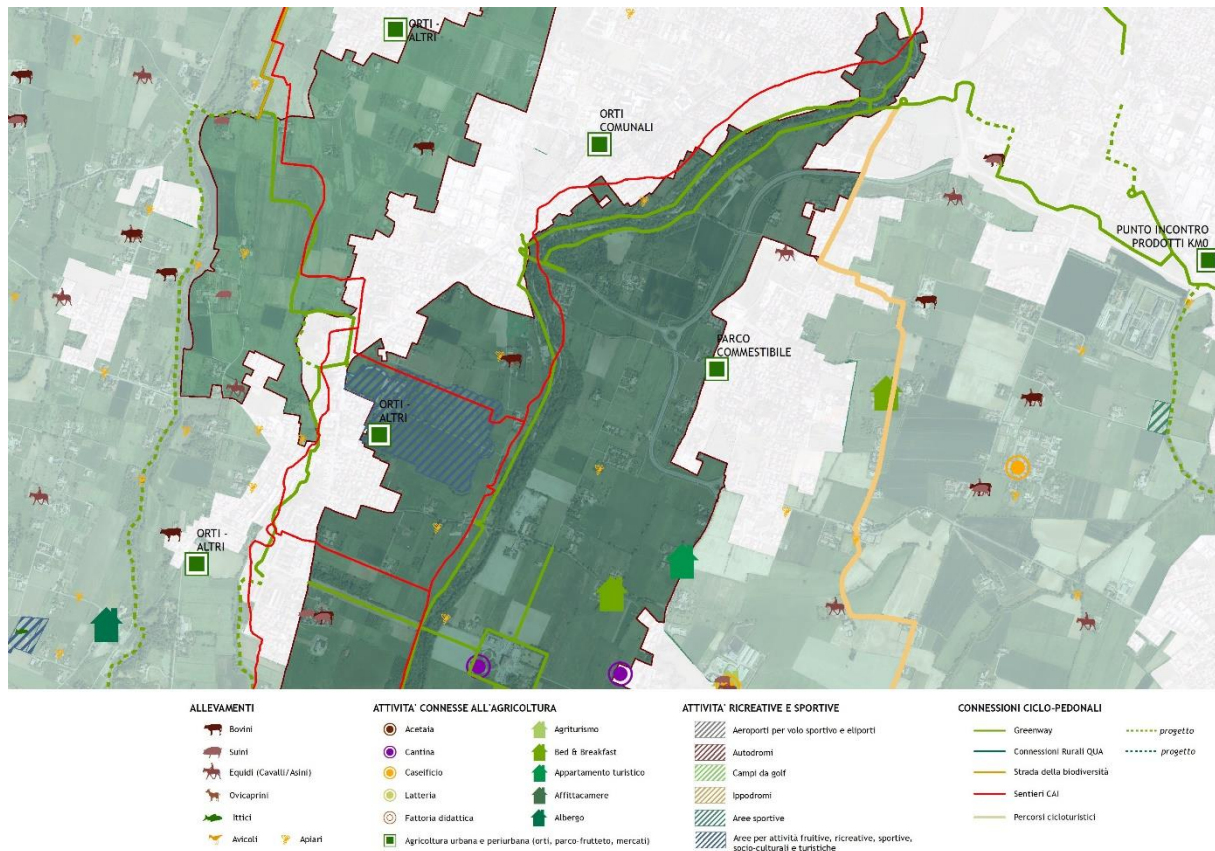 ORTI -
ALTRI
ORTI
COMUNALI
PUNTO INCONTRO
PRODOTTI KM0
PARCO
COMMESTIBILE
ORTI -
ALTRI
ORTI -
ALTRI
ALLEVAMENTI
Bovini
Suini
Equidi (Cavalli/Asini)
Ovicaprini
Ittici
Avicoli
Apiari
ATTIVITA' CONNESSE ALL'AGRICOLTURA
Acetaia
Cantina
Caseificio
Latteria
Fattoria didattica
Agricoltura urbana e periurbana (orti, parco-frutteto, mercati)
Agriturismo
Bed & Breakfast
Appartamento turistico
Affittacamere
Albergo
ATTIVITA' RICREATIVE E SPORTIVE
Aeroporti per volo sportivo e eliporti
Autodromi
Campi da golf
Ippodromi
Aree sportive
Aree per attività fruitive, ricreative, sportive,
socio-culturali e turistiche
CONNESSIONI CICLO-PEDONALI
Greenway
progetto
Connessioni Rurali QUA
progetto
Strada della biodiversità
Sentieri CAI
Percorsi cicloturistici